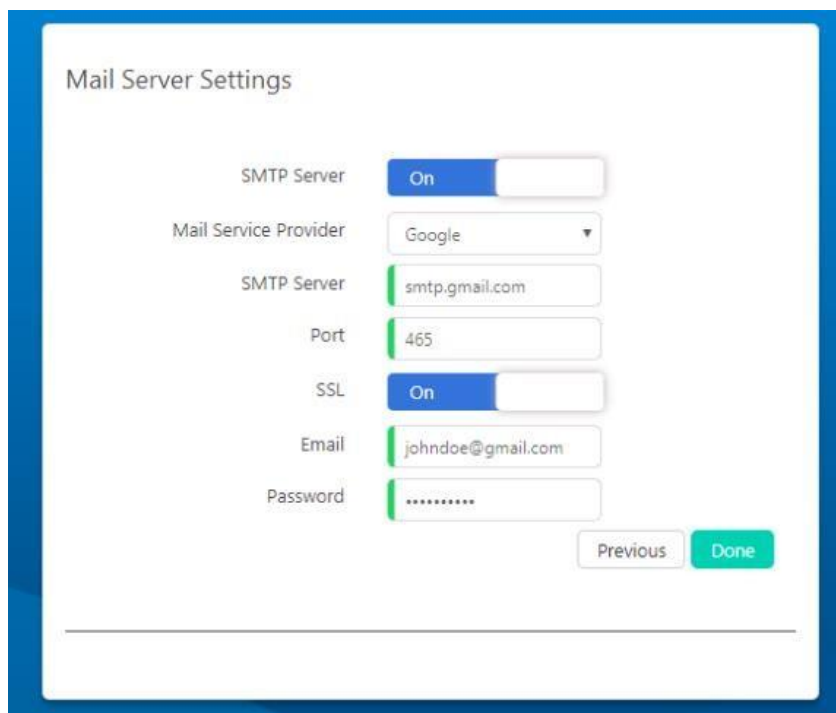 Mail Server Settings
SMTP Server On
Mail Service Provider Google
SMTP Server smtp.gmail.com
Port 465
SSL On
Email johndoe@gmail.com
Password ••••••••••
Previous Done